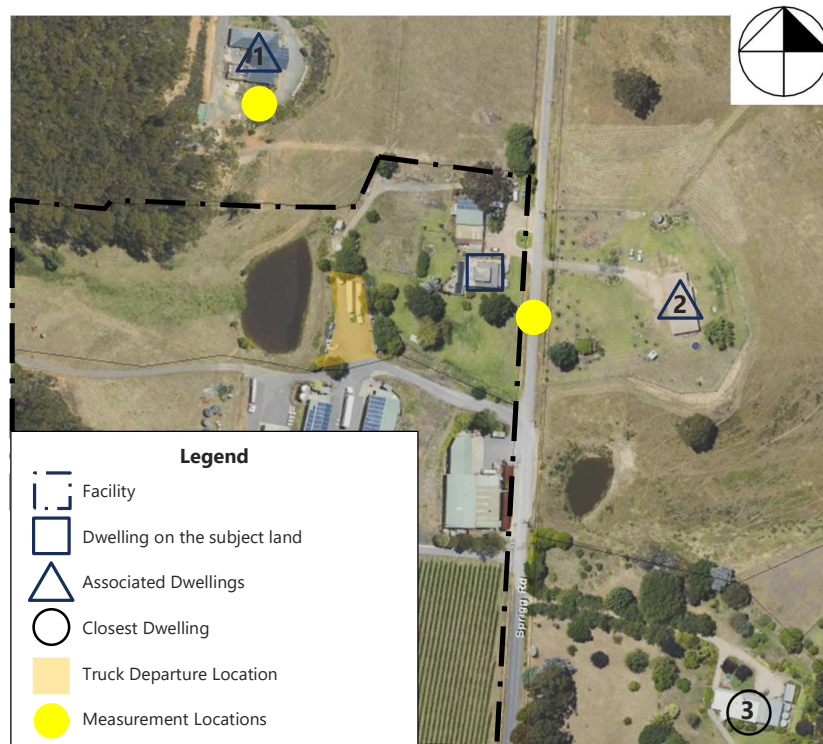 1
2
Legend
Facility
Dwelling on the subject land
Associated Dwellings
Closest Dwelling
Truck Departure Location
Measurement Locations
Sprigg Rd
3